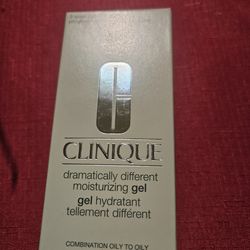 CLINIQUE
dramatically different
moisturizing gel
gel hydratant
tellement différent
COMBINATION OILY TO OILY